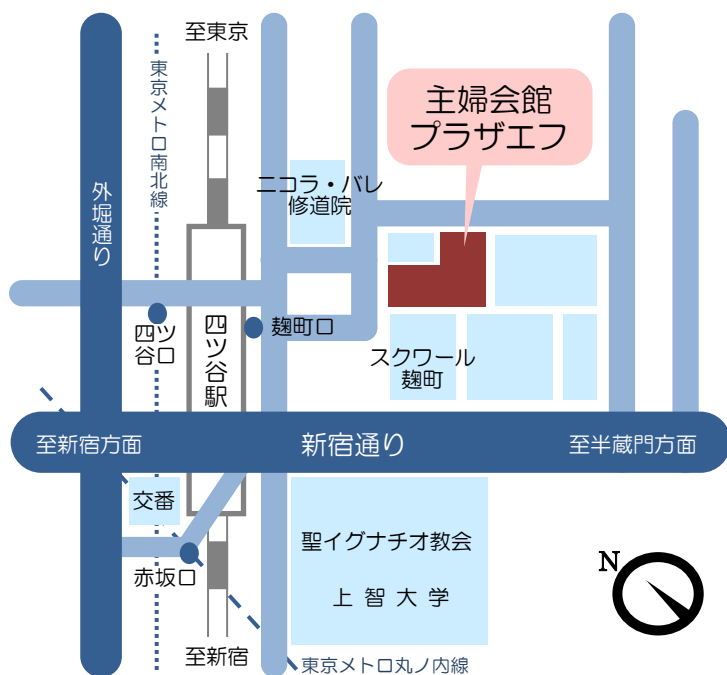 至東京
東京メトロ南北線
外堀通り
主婦会館
プラザエフ
ニコラ・バレ
修道院
四ツ
谷口
四ツ谷駅
麹町口
スクワール
麹町
至新宿方面
新宿通り
至半蔵門方面
交番
赤坂口
聖イグナチオ教会
上智大学
N
至新宿
東京メトロ丸ノ内線